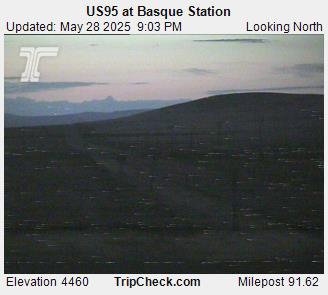 US95 at Basque Station
Updated: May 28 2025 9:03 PM Looking North
Elevation 4460 TripCheck.com Milepost 91.62